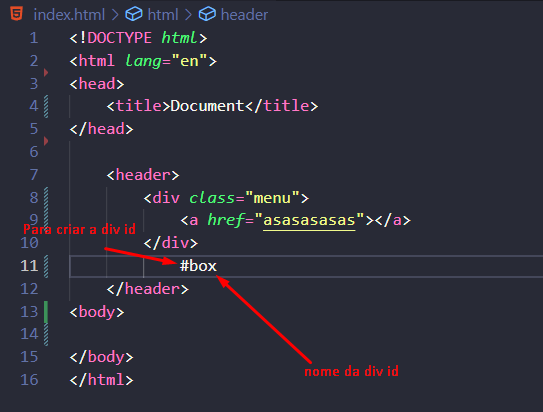 index.html > html > header
1 <!DOCTYPE html>
2 <html lang="en">
3 <head>
4 <title>Document</title>
5 </head>
6
7 <header>
8 <div class="menu">
9 <a href="asasasasas"></a>
Para criar a div id
10 </div>
11 #box
12 </header>
13 <body>
14
15 </body>
nome da div id
16 </html>